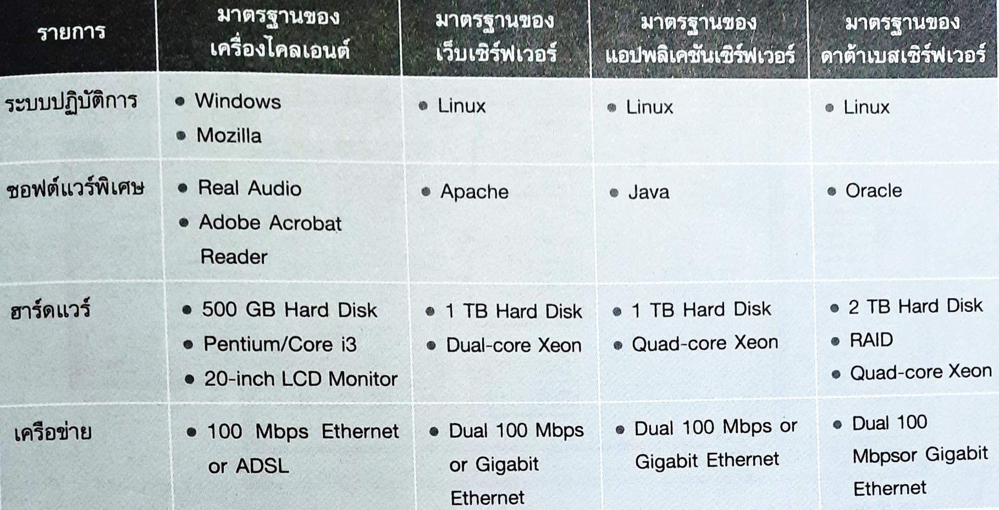 รายการ
มาตรฐานของ
เครื่องไคลเอนต์
มาตรฐานของ
เว็บเซิร์ฟเวอร์
มาตรฐานของ
แอปพลิเคชันเซิร์ฟเวอร์
มาตรฐานของ
ดาต้าเบสเซิร์ฟเวอร์
ระบบปฏิบัติการ
• Windows
• Mozilla
• Linux
• Linux
• Linux
ซอฟต์แวร์พิเศษ
• Real Audio
• Adobe Acrobat
Reader
• Apache
• Java
• Oracle
ฮาร์ดแวร์
• 500 GB Hard Disk
• Pentium/Core i3
• 20-inch LCD Monitor
• 1 TB Hard Disk
• Dual-core Xeon
• 1 TB Hard Disk
• Quad-core Xeon
• 2 TB Hard Disk
• RAID
• Quad-core Xeon
เครือข่าย
• 100 Mbps Ethernet
or ADSL
• Dual 100 Mbps
or Gigabit
Ethernet
• Dual 100 Mbps or
Gigabit Ethernet
• Dual 100
Mbpsor Gigabit
Ethernet